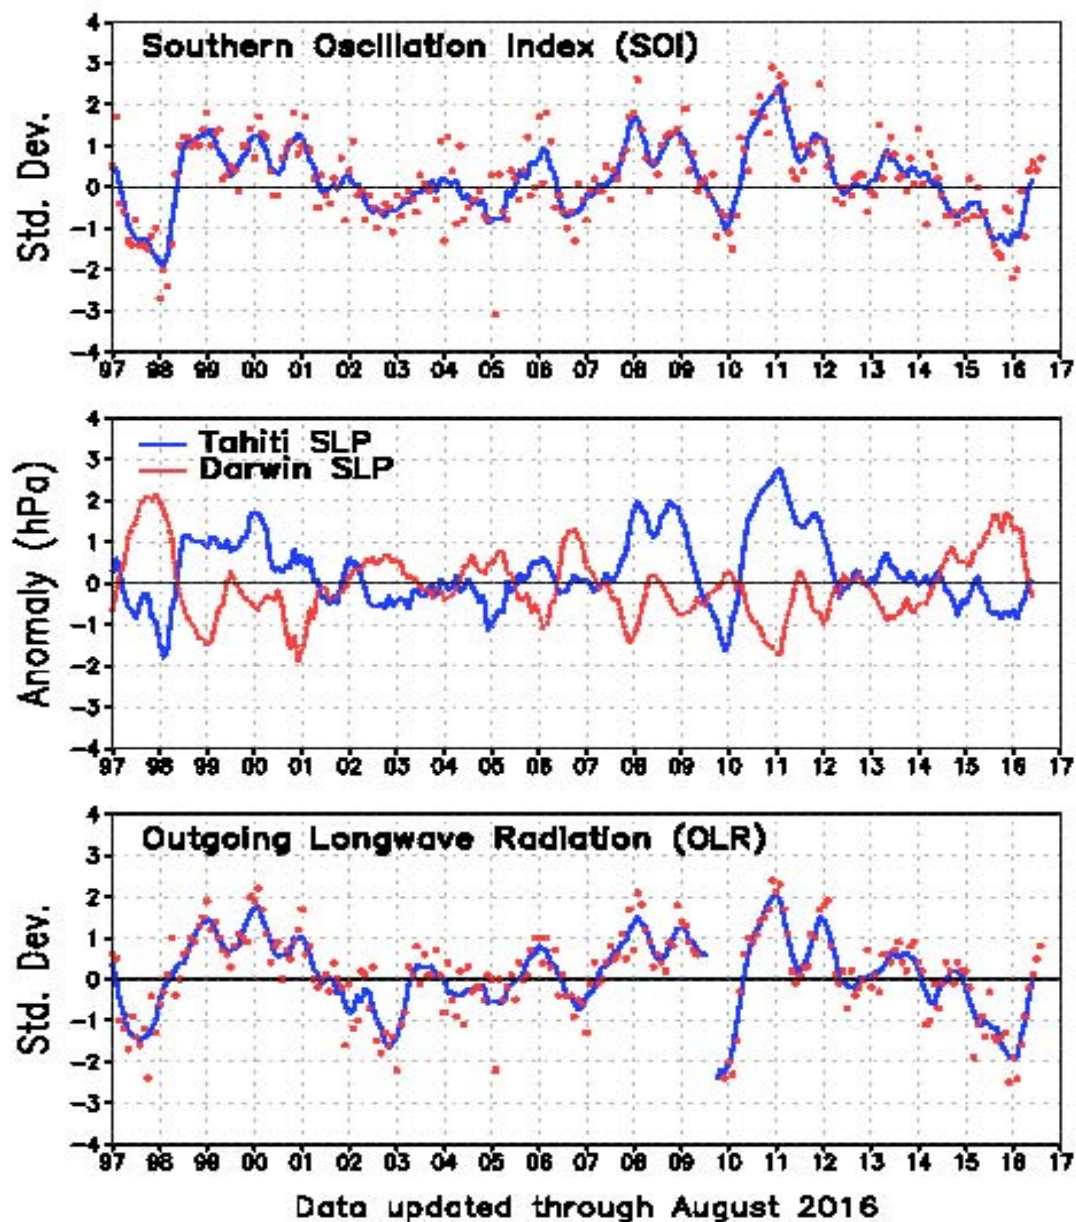 Southern Oscillation Index (SOI)
Std. Dev.
4
3
2
1
0
-1
-2
-3
-4
97 98 99 00 01 02 03 04 05 06 07 08 09 10 11 12 13 14 15 16 17
Tahiti SLP
Darwin SLP
Anomaly (hPa)
4
3
2
1
0
-1
-2
-3
-4
97 98 99 00 01 02 03 04 05 06 07 08 09 10 11 12 13 14 15 16 17
Outgoing Longwave Radiation (OLR)
Std. Dev.
4
3
2
1
0
-1
-2
-3
-4
97 98 99 00 01 02 03 04 05 06 07 08 09 10 11 12 13 14 15 16 17
Data updated through August 2016